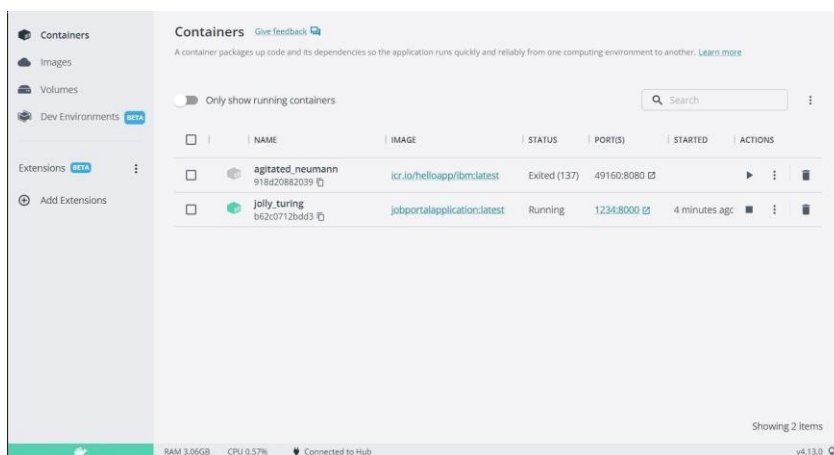 Containers
Images
Volumes
Dev Environments BETA
Extensions BETA
Add Extensions
Containers Give feedback
A container packages up code and its dependencies so the application runs quickly and reliably from one computing environment to another. Learn more
Only show running containers
Search
NAME IMAGE STATUS PORT(S) STARTED ACTIONS
agitated_neumann icr.io/helloapp/ibm:latest Exited (137) 49160:8080
918d20882039
jolly_turing jobportalapplication:latest Running 1234:8000 4 minutes agc
b62c0712bdd3
Showing 2 items
RAM 3.06GB CPU 0.57% Connected to Hub v4.13.0